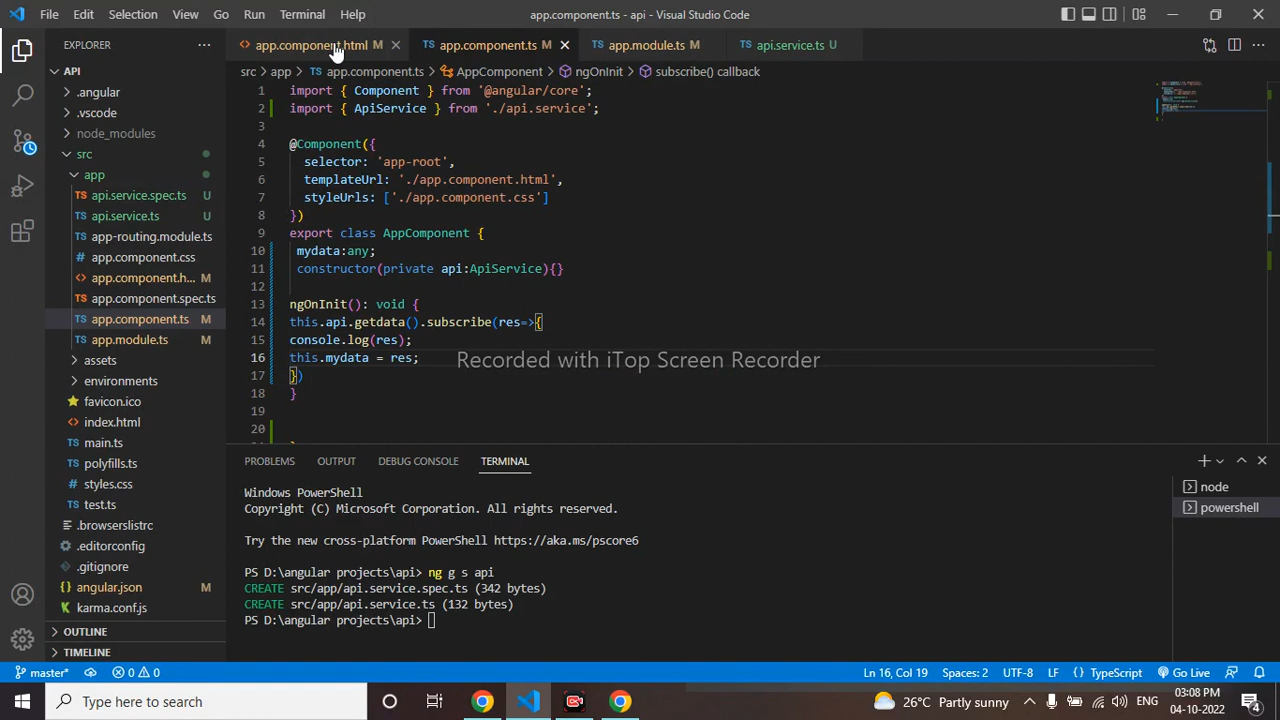 File Edit Selection View Go Run Terminal Help
app.component.ts - api - Visual Studio Code
EXPLORER
app.component.html M
app.component.ts M
app.module.ts M
api.service.ts U
src > app > app.component.ts > AppComponent > ngOnInit > subscribe() callback
API
.angular
.vscode
node_modules
src
app
api.service.spec.ts U
api.service.ts U
app-routing.module.ts
app.component.css
app.component.h... M
app.component.spec.ts
app.component.ts M
app.module.ts M
assets
environments
favicon.ico
index.html
main.ts
polyfills.ts
styles.css
test.ts
.browserslistrc
.editorconfig
.gitignore
angular.json M
karma.conf.js
OUTLINE
TIMELINE
1 import { Component } from '@angular/core';
2 import { ApiService } from './api.service';
3
4 @Component({
5 selector: 'app-root',
6 templateUrl: './app.component.html',
7 styleUrls: ['./app.component.css']
8 })
9 export class AppComponent {
10 mydata:any;
11 constructor(private api:ApiService){}
12
13 ngOnInit(): void {
14 this.api.getdata().subscribe(res=>{
15 console.log(res);
16 this.mydata = res;
17 })
18 }
19
20
Recorded with iTop Screen Recorder
PROBLEMS OUTPUT DEBUG CONSOLE TERMINAL
Windows PowerShell
Copyright (C) Microsoft Corporation. All rights reserved.
Try the new cross-platform PowerShell https://aka.ms/pscore6
PS D:\angular projects\api> ng g s api
CREATE src/app/api.service.spec.ts (342 bytes)
CREATE src/app/api.service.ts (132 bytes)
PS D:\angular projects\api>
node
powershell
master* 0 0
Ln 16, Col 19 Spaces: 2 UTF-8 LF { } TypeScript Go Live
Type here to search
26°C Partly sunny
ENG
03:08 PM
04-10-2022
4